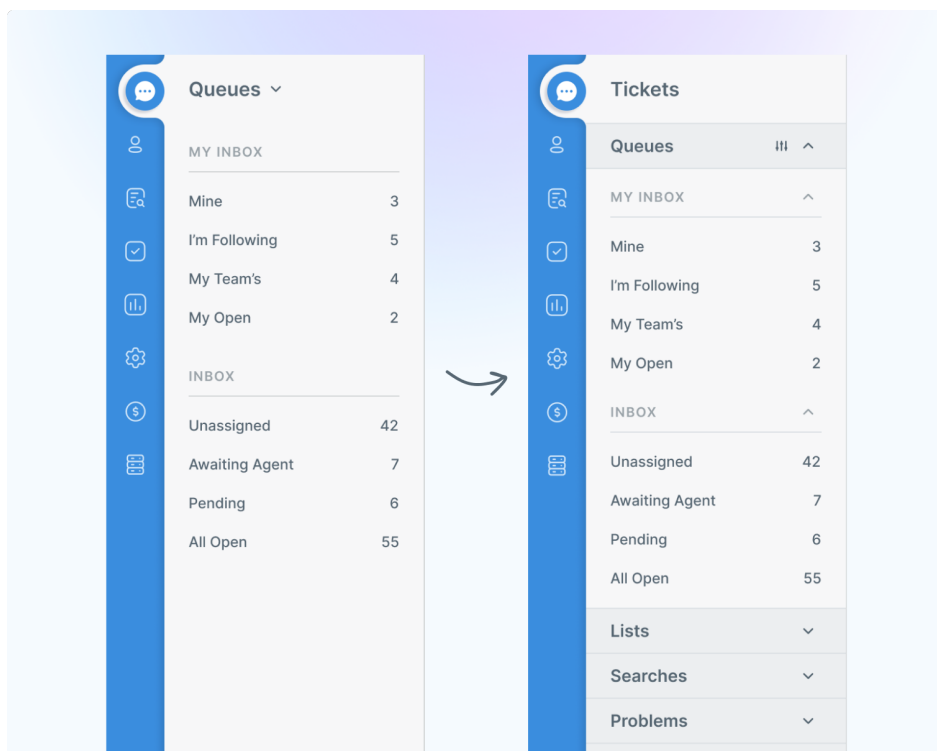 Queues
MY INBOX
Mine 3
I'm Following 5
My Team's 4
My Open 2
INBOX
Unassigned 42
Awaiting Agent 7
Pending 6
All Open 55
Tickets
Queues
MY INBOX
Mine 3
I'm Following 5
My Team's 4
My Open 2
INBOX
Unassigned 42
Awaiting Agent 7
Pending 6
All Open 55
Lists
Searches
Problems